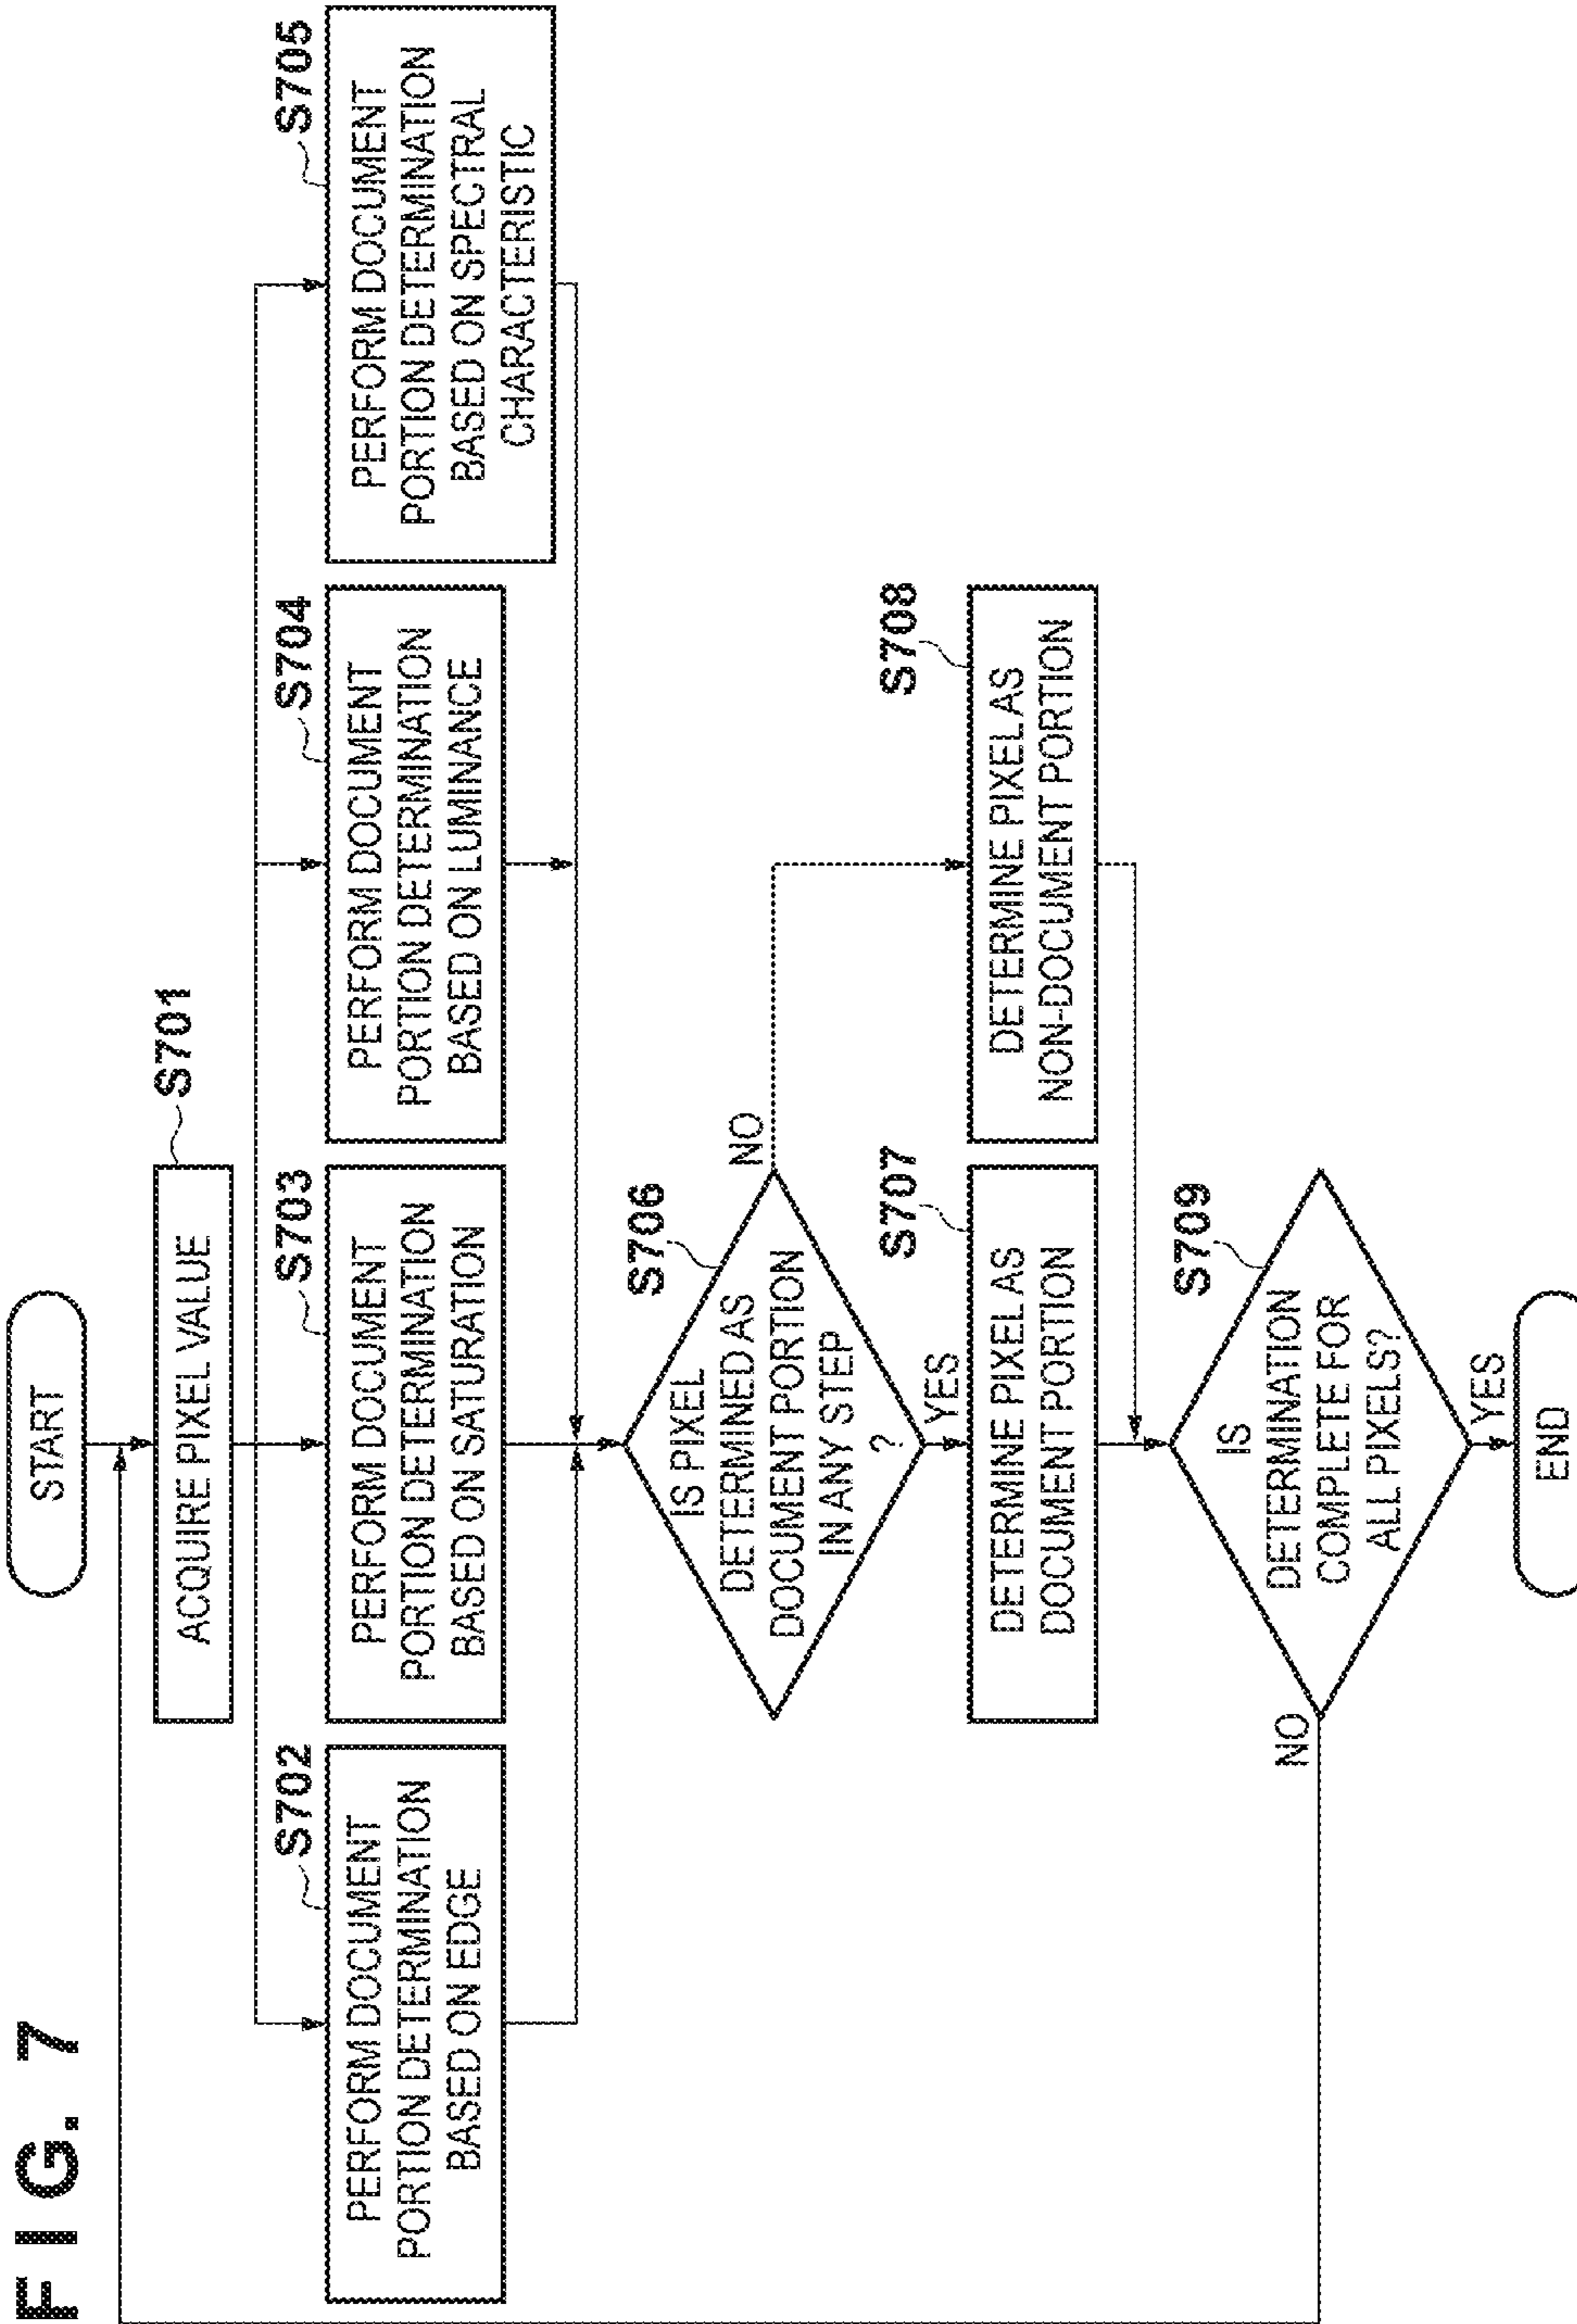 FIG. 7
START
ACQUIRE PIXEL VALUE
S701
S702
PERFORM DOCUMENT
PORTION DETERMINATION
BASED ON EDGE
S703
PERFORM DOCUMENT
PORTION DETERMINATION
BASED ON SATURATION
S704
PERFORM DOCUMENT
PORTION DETERMINATION
BASED ON LUMINANCE
S705
PERFORM DOCUMENT
PORTION DETERMINATION
BASED ON SPECTRAL
CHARACTERISTIC
S706
IS PIXEL
DETERMINED AS
DOCUMENT PORTION
IN ANY STEP
?
NO
YES
S707
DETERMINE PIXEL AS
DOCUMENT PORTION
S708
DETERMINE PIXEL AS
NON-DOCUMENT PORTION
S709
IS
DETERMINATION
COMPLETE FOR
ALL PIXELS?
NO
YES
END